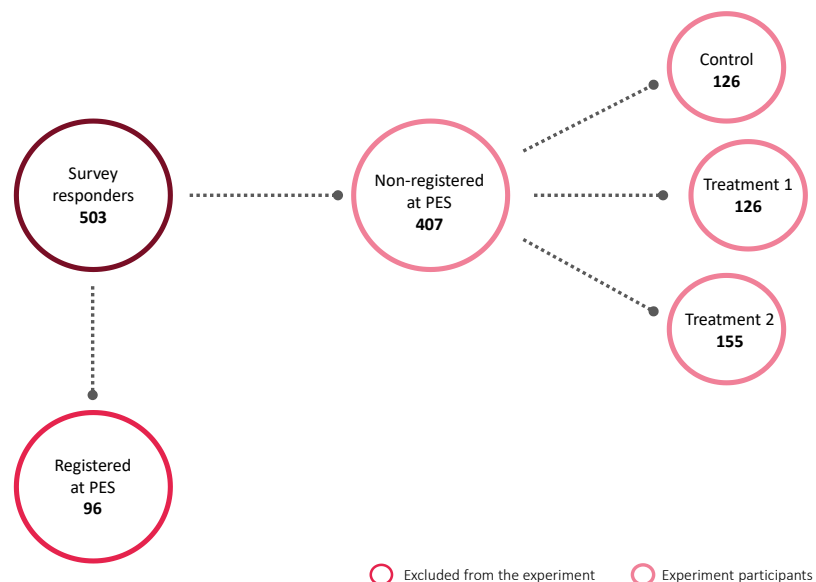 Control
126
Survey
responders
503
Non-registered
at PES
407
Treatment 1
126
Treatment 2
155
Registered
at PES
96
Excluded from the experiment
Experiment participants